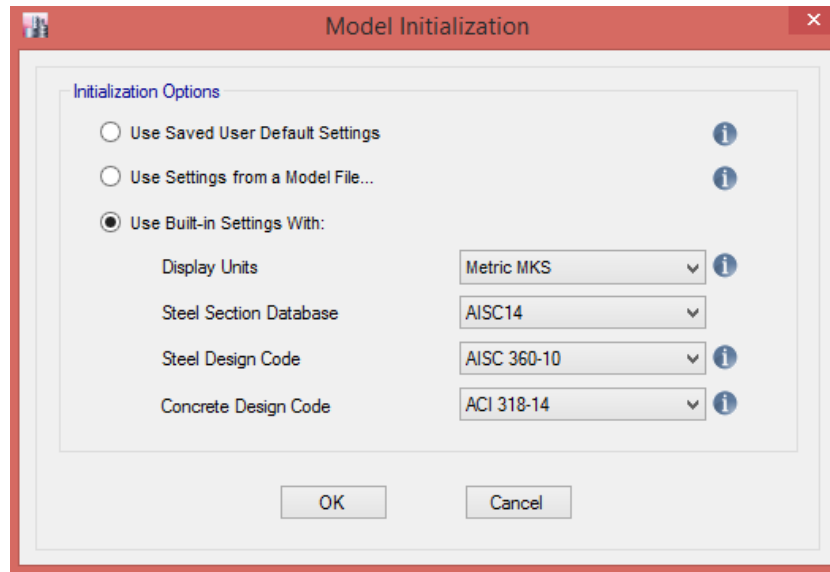 Model Initialization
Initialization Options
Use Saved User Default Settings
Use Settings from a Model File...
Use Built-in Settings With:
Display Units Metric MKS
Steel Section Database AISC14
Steel Design Code AISC 360-10
Concrete Design Code ACI 318-14
OK Cancel